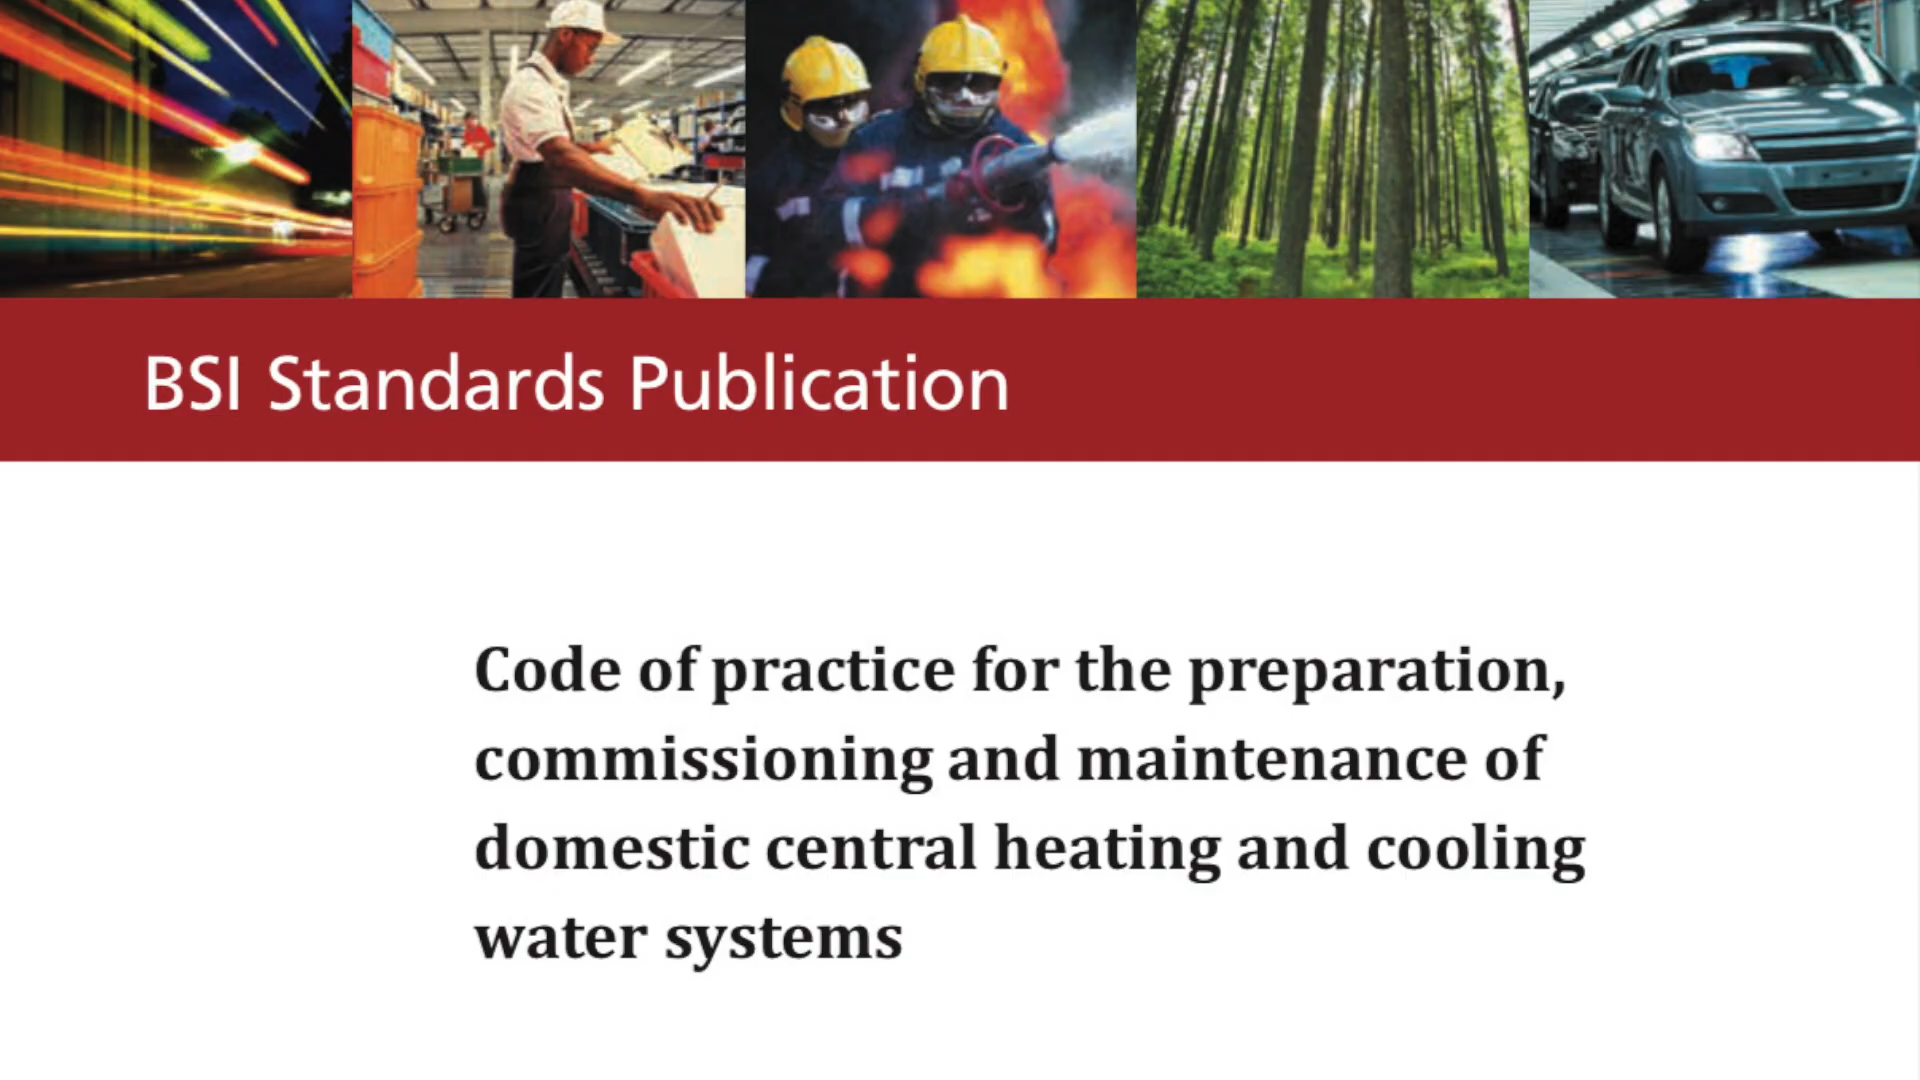 BSI Standards Publication
Code of practice for the preparation,
commissioning and maintenance of
domestic central heating and cooling
water systems